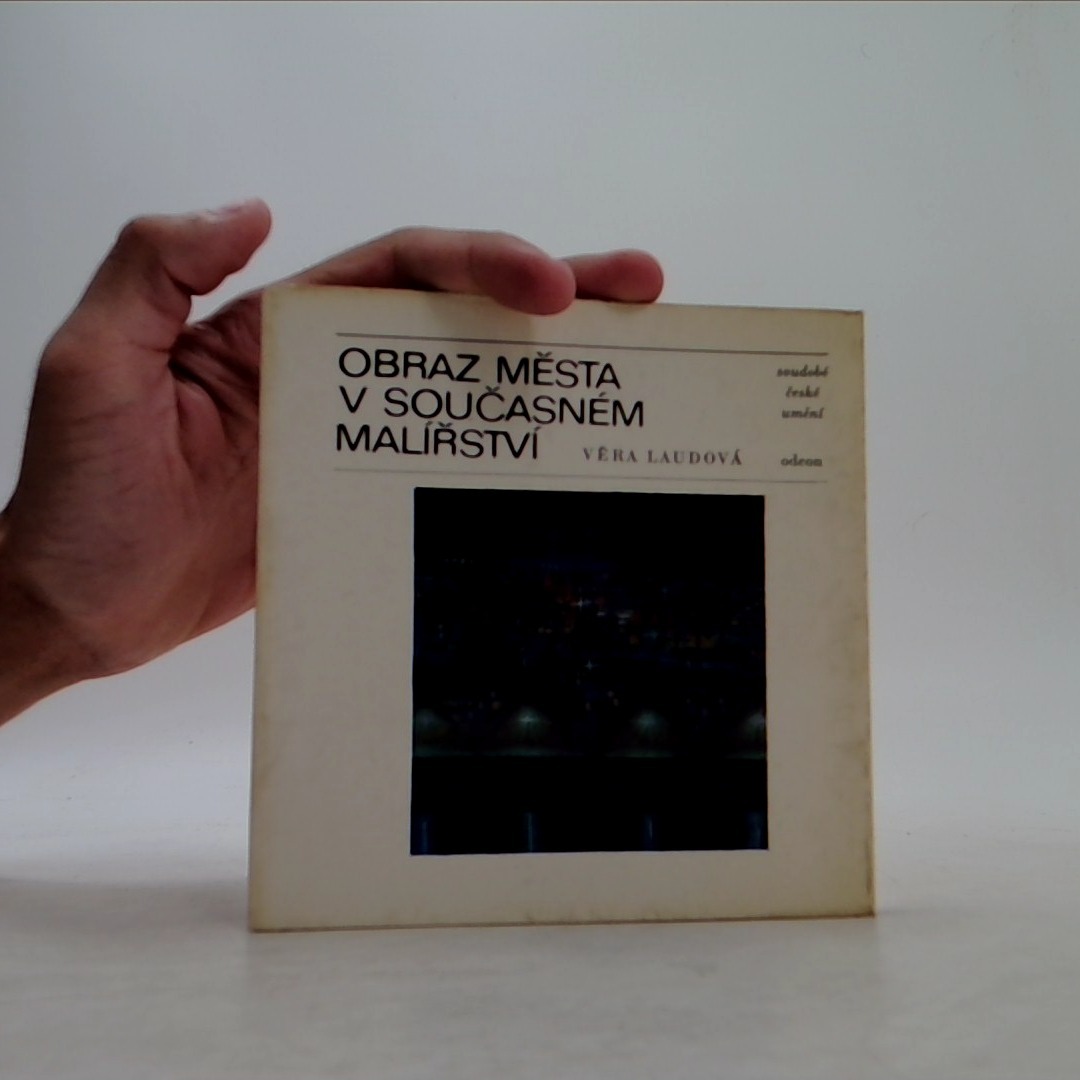 OBRAZ MĚSTA
V SOUČASNÉM
MALÍŘSTVÍ
VĚRA LAUDOVÁ
soudobé
české
umění
odeon